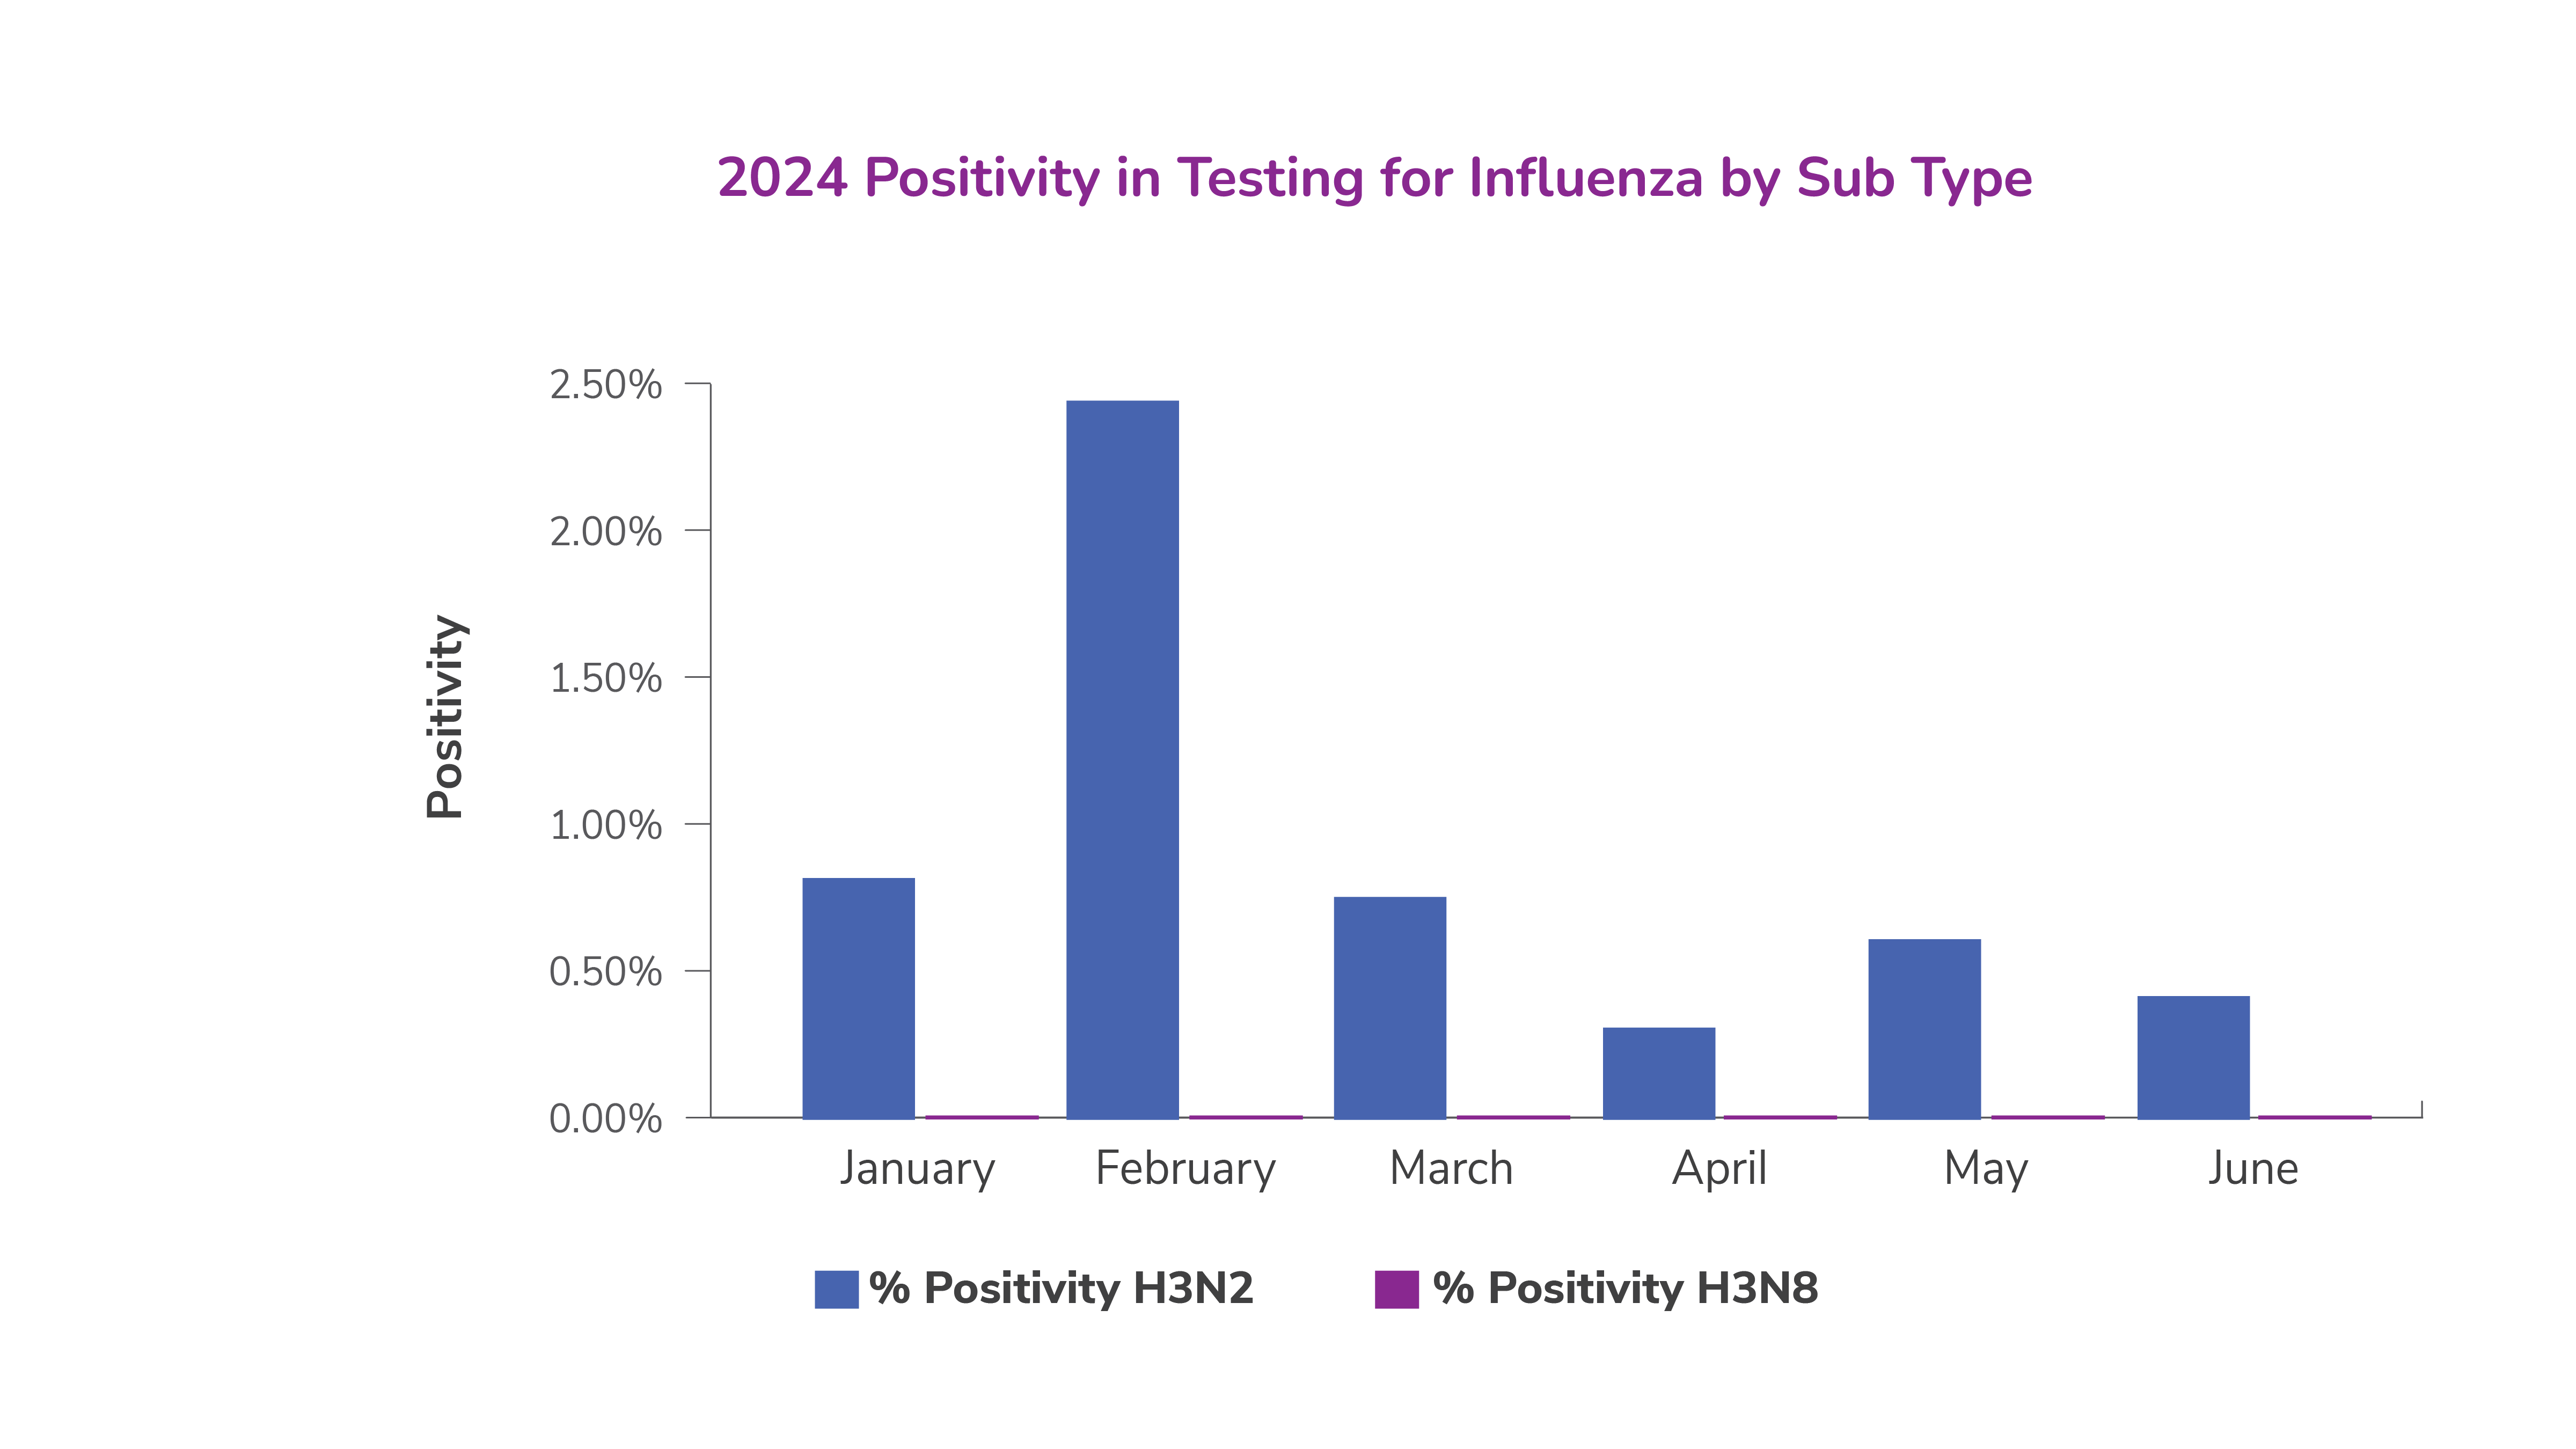 2024 Positivity in Testing for Influenza by Sub Type
Positivity
2.50%
2.00%
1.50%
1.00%
0.50%
0.00%
January February March April May June
% Positivity H3N2 % Positivity H3N8